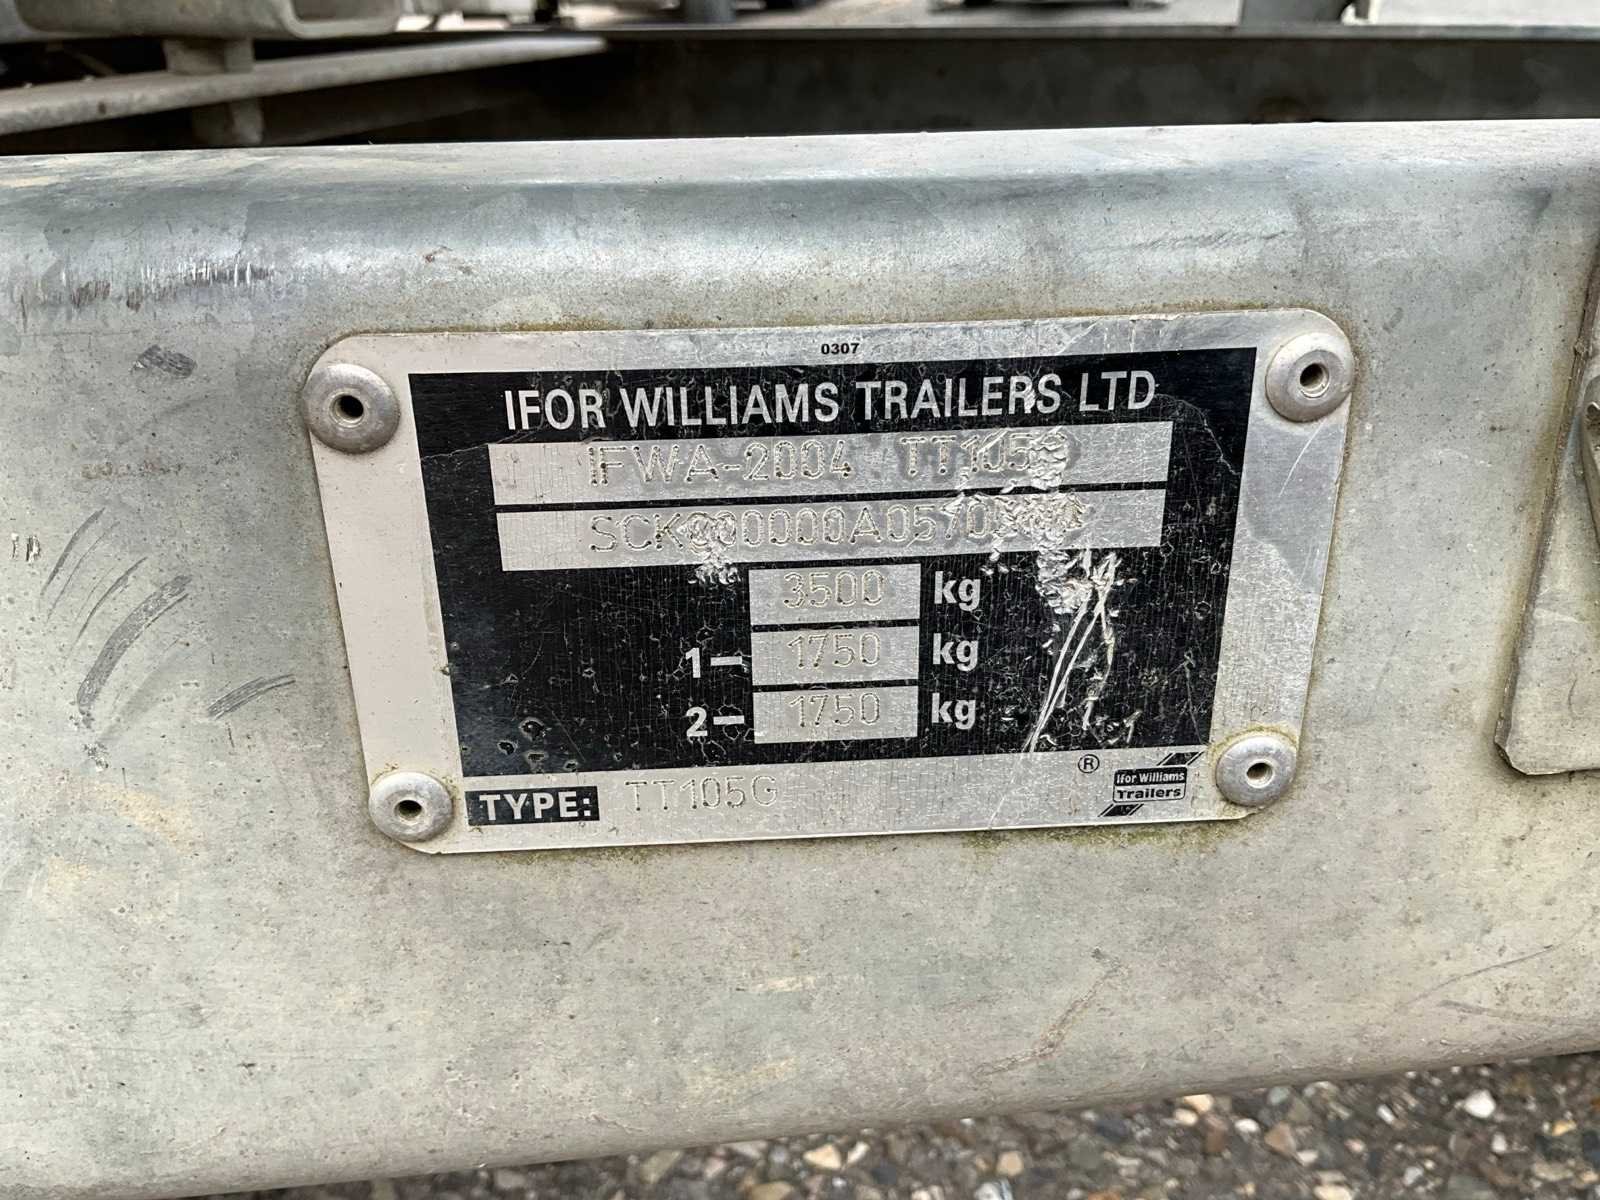 0307
IFOR WILLIAMS TRAILERS LTD
IFWA-2004
3500 kg
1- 1750 kg
2- 1750 kg
TYPE: TT105G
®
Ifor Williams
Trailers